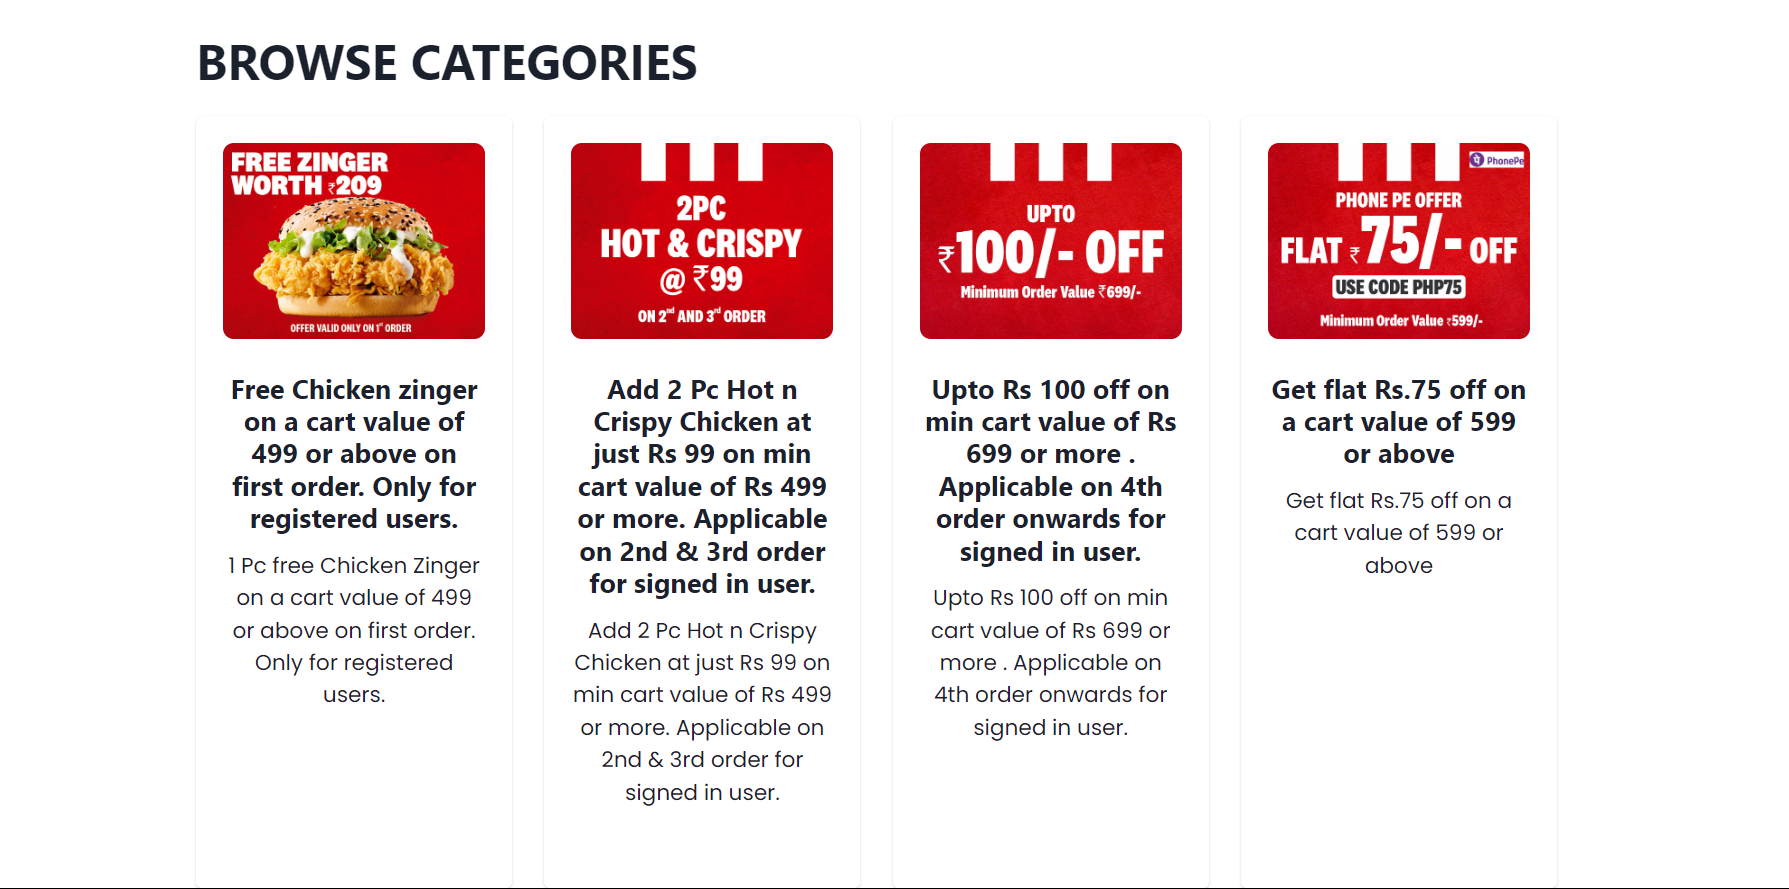 BROWSE CATEGORIES
FREE ZINGER
WORTH ₹209
OFFER VALID ONLY ON 1st ORDER
Free Chicken zinger
on a cart value of
499 or above on
first order. Only for
registered users.
1 Pc free Chicken Zinger
on a cart value of 499
or above on first order.
Only for registered
users.
2PC
HOT & CRISPY
@ ₹99
ON 2nd AND 3rd ORDER
Add 2 Pc Hot n
Crispy Chicken at
just Rs 99 on min
cart value of Rs 499
or more. Applicable
on 2nd & 3rd order
for signed in user.
Add 2 Pc Hot n Crispy
Chicken at just Rs 99 on
min cart value of Rs 499
or more. Applicable on
2nd & 3rd order for
signed in user.
UPTO
₹100/- OFF
Minimum Order Value ₹699/-
Upto Rs 100 off on
min cart value of Rs
699 or more .
Applicable on 4th
order onwards for
signed in user.
Upto Rs 100 off on min
cart value of Rs 699 or
more . Applicable on
4th order onwards for
signed in user.
PhonePe
PHONE PE OFFER
FLAT ₹75/- OFF
USE CODE PHP75
Minimum Order Value ₹599/-
Get flat Rs.75 off on
a cart value of 599
or above
Get flat Rs.75 off on a
cart value of 599 or
above